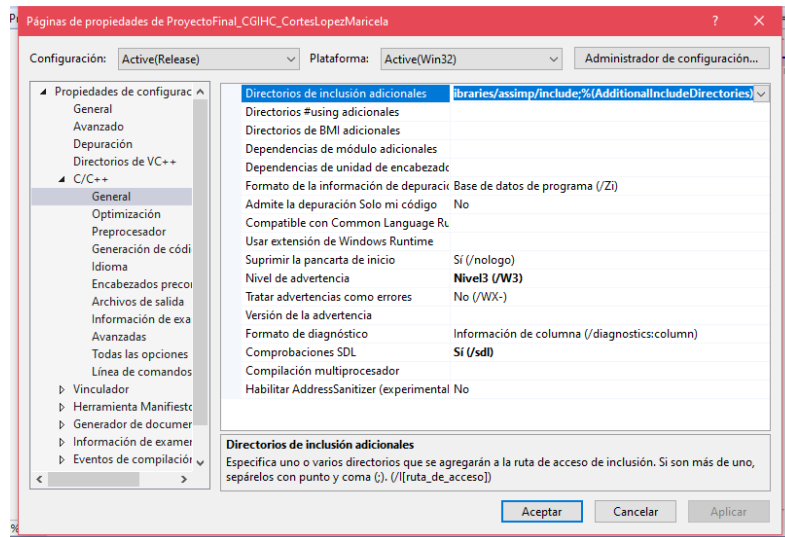 Páginas de propiedades de ProyectoFinal_CGIHC_CortesLopezMaricela ? ✕
Configuración: Active(Release) Plataforma: Active(Win32) Administrador de configuración...
Propiedades de configurac
General
Avanzado
Depuración
Directorios de VC++
C/C++
General
Optimización
Preprocesador
Generación de códi
Idioma
Encabezados precor
Archivos de salida
Información de exa
Avanzadas
Todas las opciones
Línea de comandos
Vinculador
Herramienta Manifiesto
Generador de documer
Información de examer
Eventos de compilación
Directorios de inclusión adicionales ibraries/assimp/include;%(AdditionalIncludeDirectories)
Directorios #using adicionales
Directorios de BMI adicionales
Dependencias de módulo adicionales
Dependencias de unidad de encabezado
Formato de la información de depuració Base de datos de programa (/Zi)
Admite la depuración Solo mi código No
Compatible con Common Language Ru
Usar extensión de Windows Runtime
Suprimir la pancarta de inicio Sí (/nologo)
Nivel de advertencia Nivel3 (/W3)
Tratar advertencias como errores No (/WX-)
Versión de la advertencia
Formato de diagnóstico Información de columna (/diagnostics:column)
Comprobaciones SDL Sí (/sdl)
Compilación multiprocesador
Habilitar AddressSanitizer (experimental No
Directorios de inclusión adicionales
Especifica uno o varios directorios que se agregarán a la ruta de acceso de inclusión. Si son más de uno,
sepárelos con punto y coma (;). (/I[ruta_de_acceso])
Aceptar Cancelar Aplicar